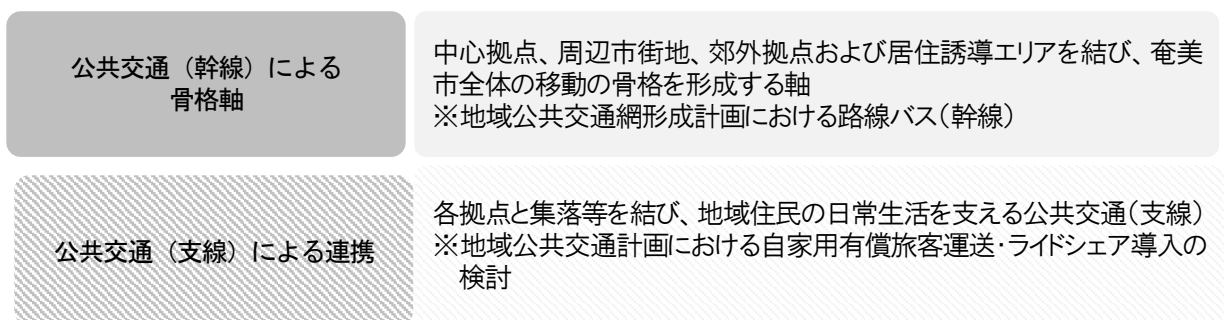 公共交通（幹線）による
骨格軸
中心拠点、周辺市街地、郊外拠点および居住誘導エリアを結び、奄美
市全体の移動の骨格を形成する軸
※地域公共交通網形成計画における路線バス（幹線）
公共交通（支線）による連携
各拠点と集落等を結び、地域住民の日常生活を支える公共交通（支線）
※地域公共交通計画における自家用有償旅客運送・ライドシェア導入の
検討